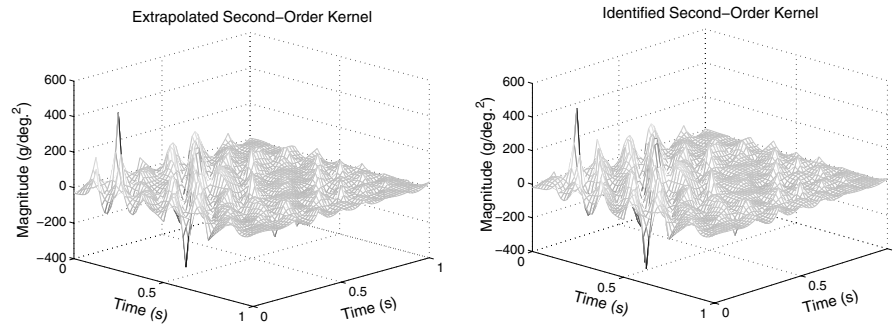 Extrapolated Second−Order Kernel
600
400
200
0
−200
−400
Magnitude (g/deg.²)
0
0.5
1
Time (s)
0
0.5
1
Time (s)
Identified Second−Order Kernel
600
400
200
0
−200
−400
Magnitude (g/deg.²)
0
0.5
1
Time (s)
0
0.5
Time (s)